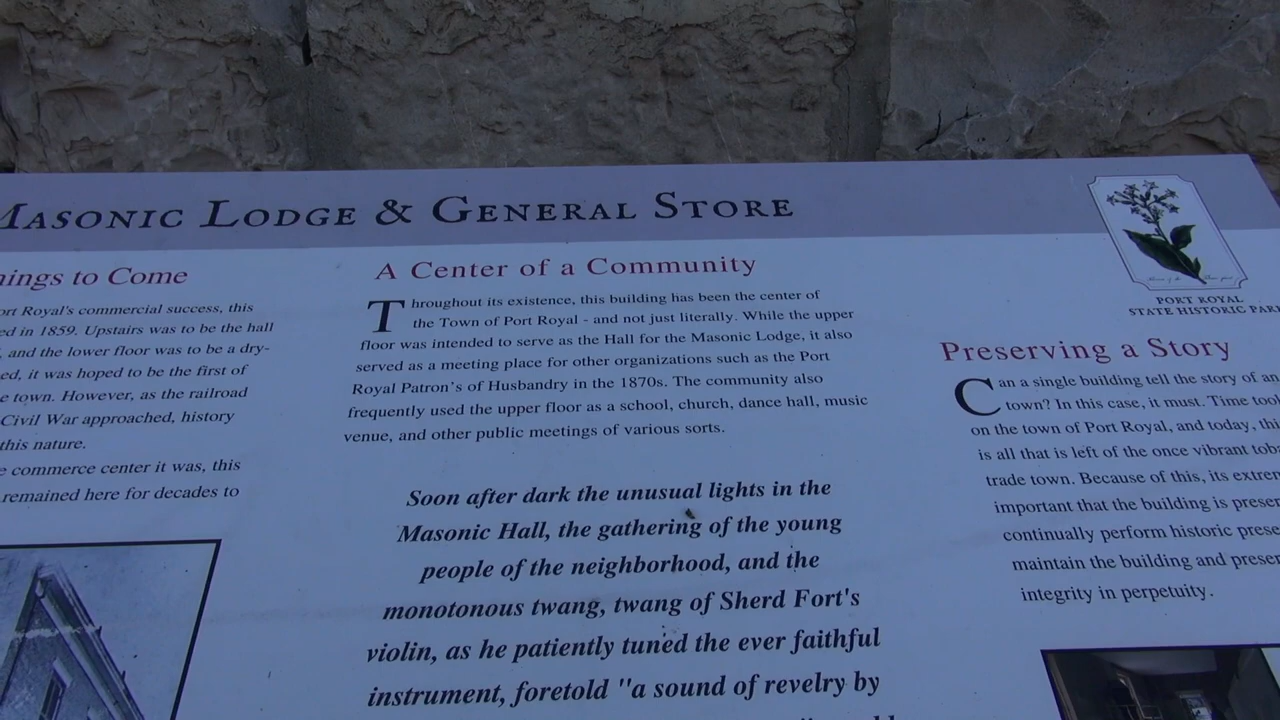 MASONIC LODGE & GENERAL STORE
ings to Come
ort Royal's commercial success, this
ed in 1859. Upstairs was to be the hall
, and the lower floor was to be a dry-
ed, it was hoped to be the first of
e town. However, as the railroad
Civil War approached, history
this nature.
e commerce center it was, this
remained here for decades to
A Center of a Community
Throughout its existence, this building has been the center of
the Town of Port Royal - and not just literally. While the upper
floor was intended to serve as the Hall for the Masonic Lodge, it also
served as a meeting place for other organizations such as the Port
Royal Patron's of Husbandry in the 1870s. The community also
frequently used the upper floor as a school, church, dance hall, music
venue, and other public meetings of various sorts.
Soon after dark the unusual lights in the
Masonic Hall, the gathering of the young
people of the neighborhood, and the
monotonous twang, twang of Sherd Fort's
violin, as he patiently tuned the ever faithful
instrument, foretold "a sound of revelry by
PORT ROYAL
STATE HISTORIC PARK
Preserving a Story
Can a single building tell the story of an
town? In this case, it must. Time took
on the town of Port Royal, and today, thi
is all that is left of the once vibrant toba
trade town. Because of this, its extrem
important that the building is preser
continually perform historic prese
maintain the building and preser
integrity in perpetuity.